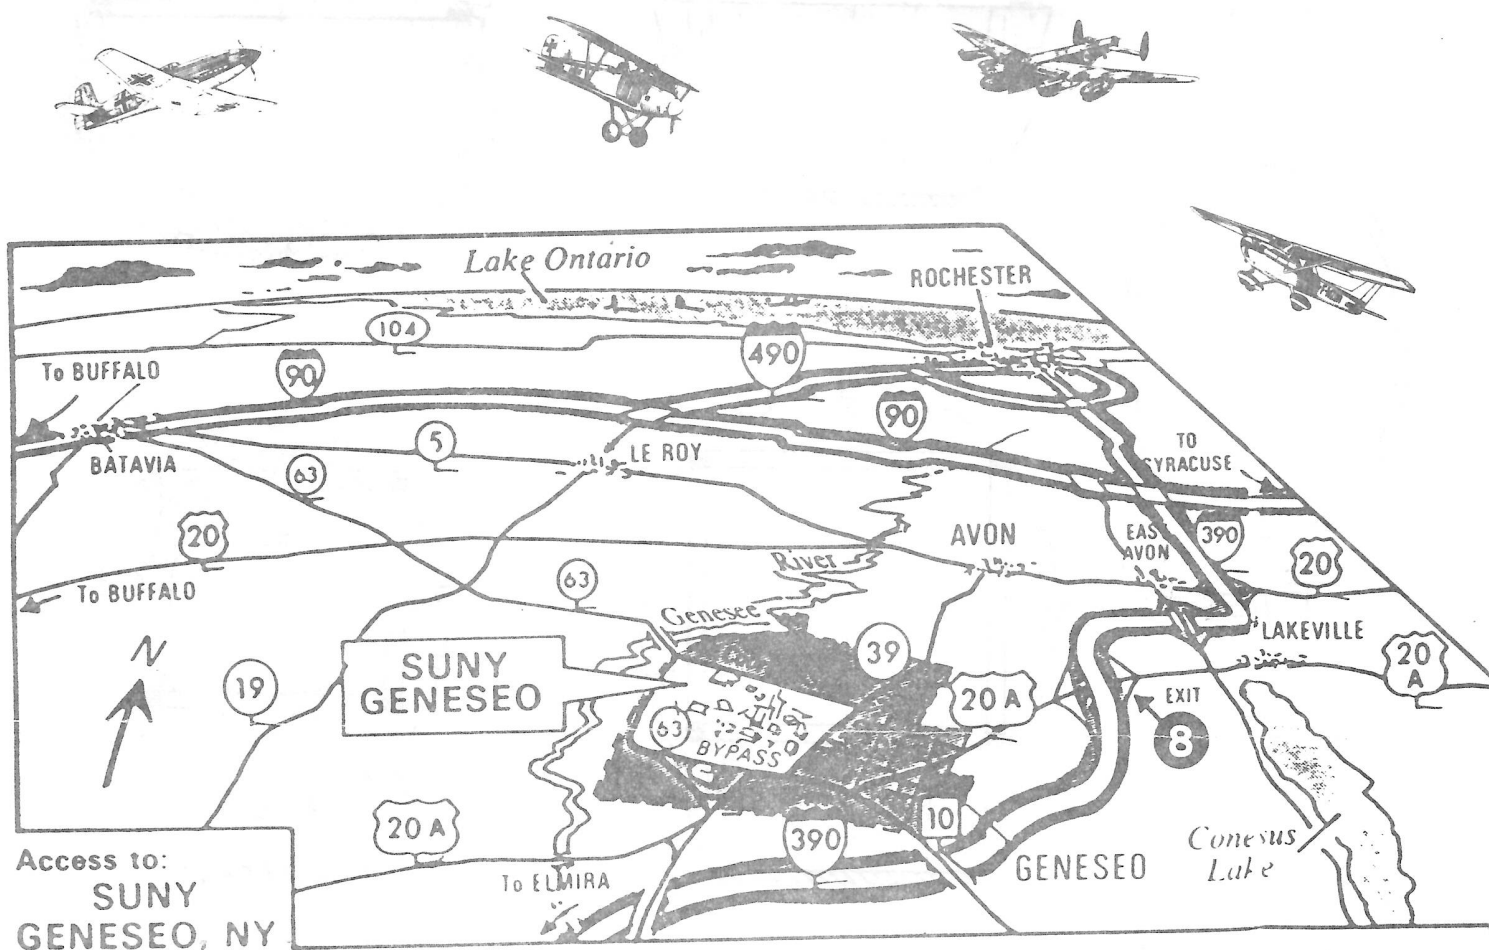 Lake Ontario
ROCHESTER
104
490
90
To BUFFALO
90
5
LE ROY
BATAVIA
63
TO
SYRACUSE
20
AVON
EAST
AVON
390
20
River
63
To BUFFALO
Genesee
N
SUNY
GENESEO
39
LAKEVILLE
20
A
19
20 A
EXIT
8
63
BYPASS
20 A
390
10
GENESEO
Conesus
Lake
Access to:
SUNY
GENESEO, NY
To ELMIRA